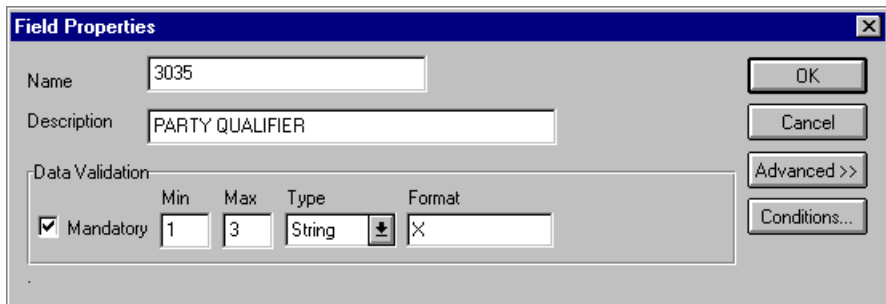 Field Properties
Name 3035 OK
Description PARTY QUALIFIER Cancel
Data Validation Advanced >>
Min Max Type Format
Mandatory 1 3 String X Conditions...
.